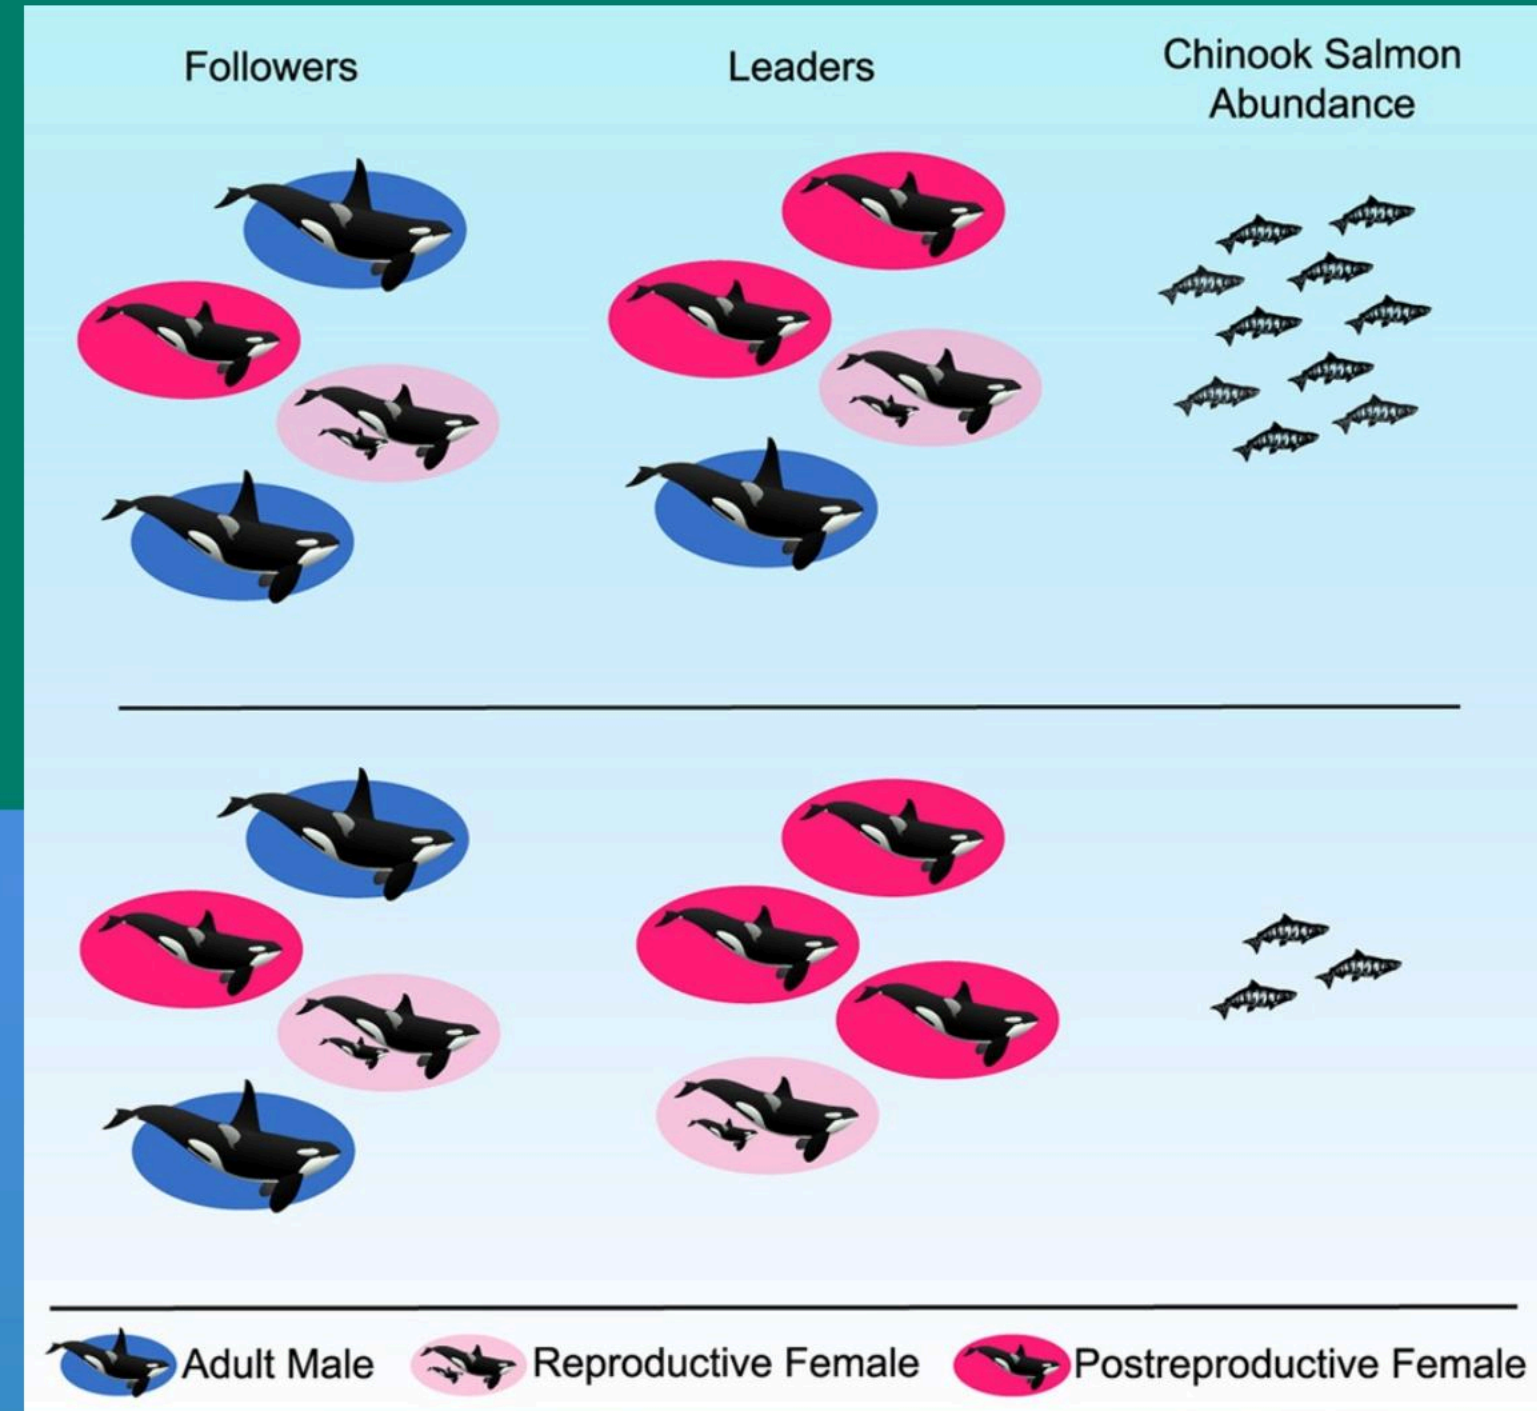 Followers
Leaders
Chinook Salmon
Abundance
Adult Male
Reproductive Female
Postreproductive Female